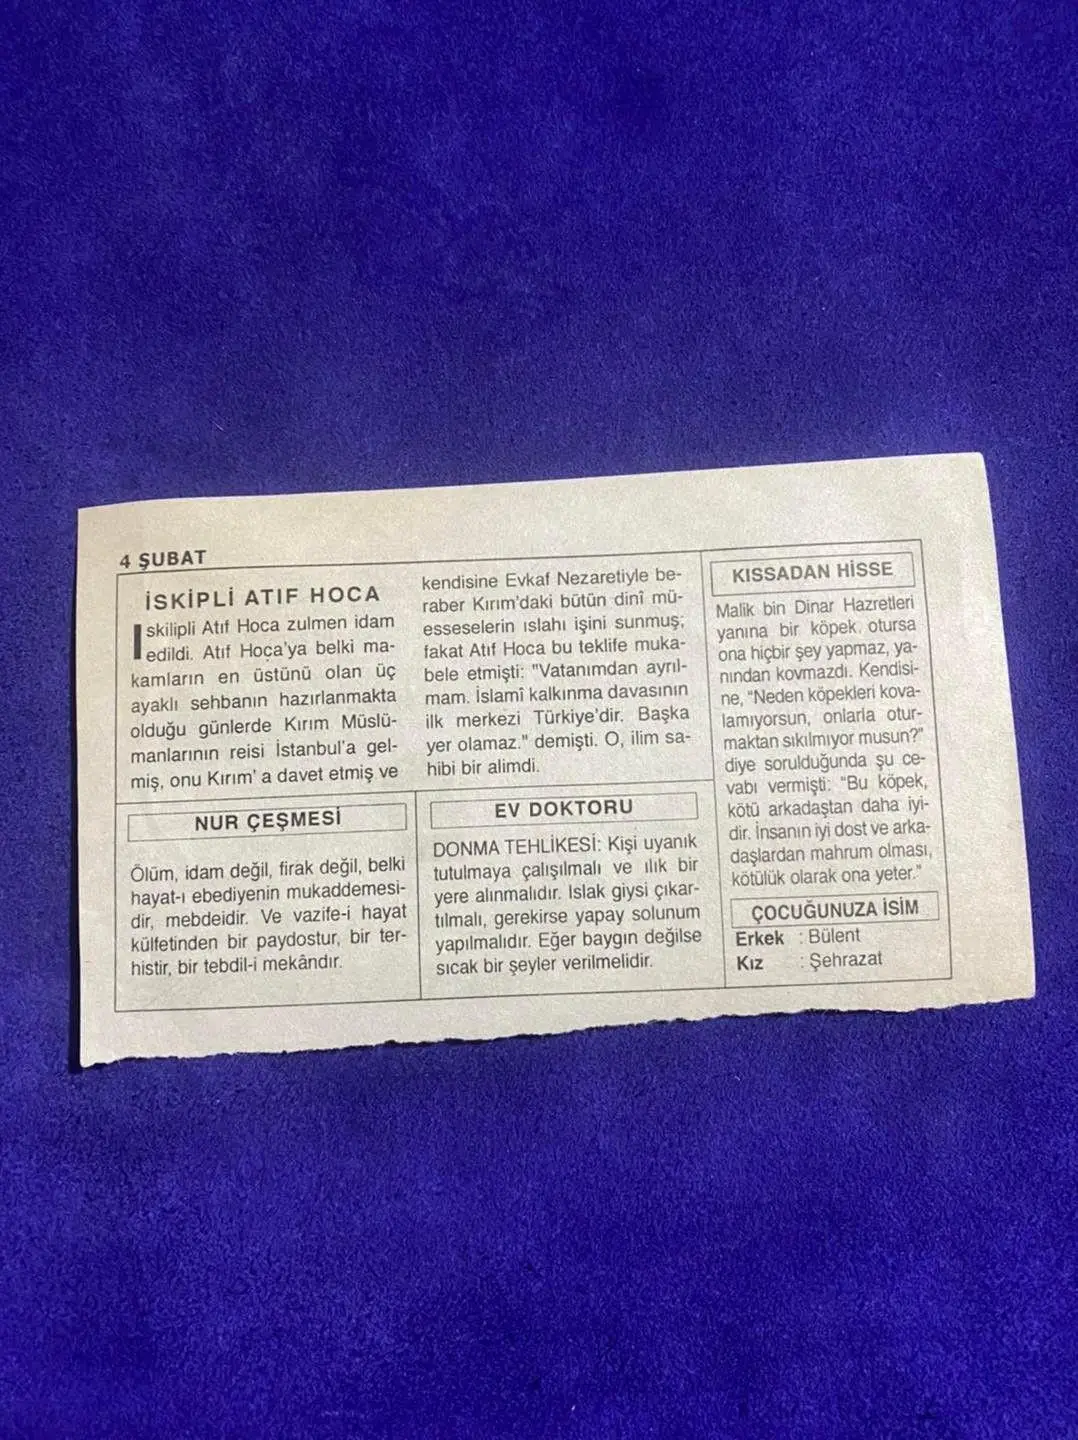 4 ŞUBAT
İSKİPLİ ATIF HOCA
İskilipli Atıf Hoca zulmen idam
edildi. Atıf Hoca'ya belki ma-
kamların en üstünü olan üç
ayaklı sehbanın hazırlanmakta
olduğu günlerde Kırım Müslü-
manlarının reisi İstanbul'a gel-
miş, onu Kırım' a davet etmiş ve
kendisine Evkaf Nezaretiyle be-
raber Kırım'daki bütün dinî mü-
esseselerin ıslahı işini sunmuş;
fakat Atıf Hoca bu teklife muka-
bele etmişti: "Vatanımdan ayrıl-
mam. İslamî kalkınma davasının
ilk merkezi Türkiye'dir. Başka
yer olamaz." demişti. O, ilim sa-
hibi bir alimdi.
NUR ÇEŞMESİ
Ölüm, idam değil, firak değil, belki
hayat-ı ebediyenin mukaddemesi-
dir, mebdeidir. Ve vazife-i hayat
külfetinden bir paydostur, bir ter-
histir, bir tebdil-i mekândır.
EV DOKTORU
DONMA TEHLİKESİ: Kişi uyanık
tutulmaya çalışılmalı ve ılık bir
yere alınmalıdır. Islak giysi çıkar-
tılmalı, gerekirse yapay solunum
yapılmalıdır. Eğer baygın değilse
sıcak bir şeyler verilmelidir.
KISSADAN HİSSE
Malik bin Dinar Hazretleri
yanına bir köpek otursa
ona hiçbir şey yapmaz, ya-
nından kovmazdı. Kendisi-
ne, "Neden köpekleri kova-
lamıyorsun, onlarla otur-
maktan sıkılmıyor musun?"
diye sorulduğunda şu ce-
vabı vermişti: "Bu köpek,
kötü arkadaştan daha iyi-
dir. İnsanın iyi dost ve arka-
daşlardan mahrum olması,
kötülük olarak ona yeter."
ÇOCUĞUNUZA İSİM
Erkek : Bülent
Kız : Şehrazat